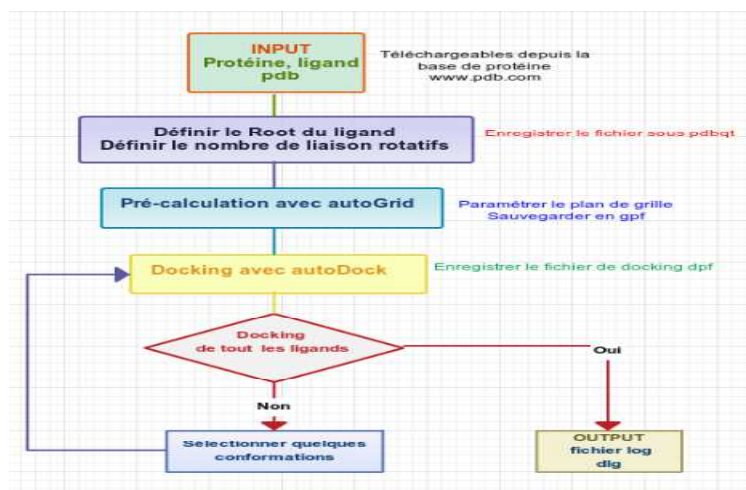 INPUT
Protéine, ligand
pdb
Téléchargeables depuis la
base de protéine
www.pdb.com
Définir le Root du ligand
Définir le nombre de liaison rotatifs
Enregistrer le fichier sous pdbqt
Pré-calculation avec autoGrid
Paramétrer le plan de grille
Sauvegarder en gpf
Docking avec autoDock
Enregistrer le fichier de docking dpf
Docking
de tout les ligands
Oui
Non
Sélectionner quelques
conformations
OUTPUT
fichier log
dlg